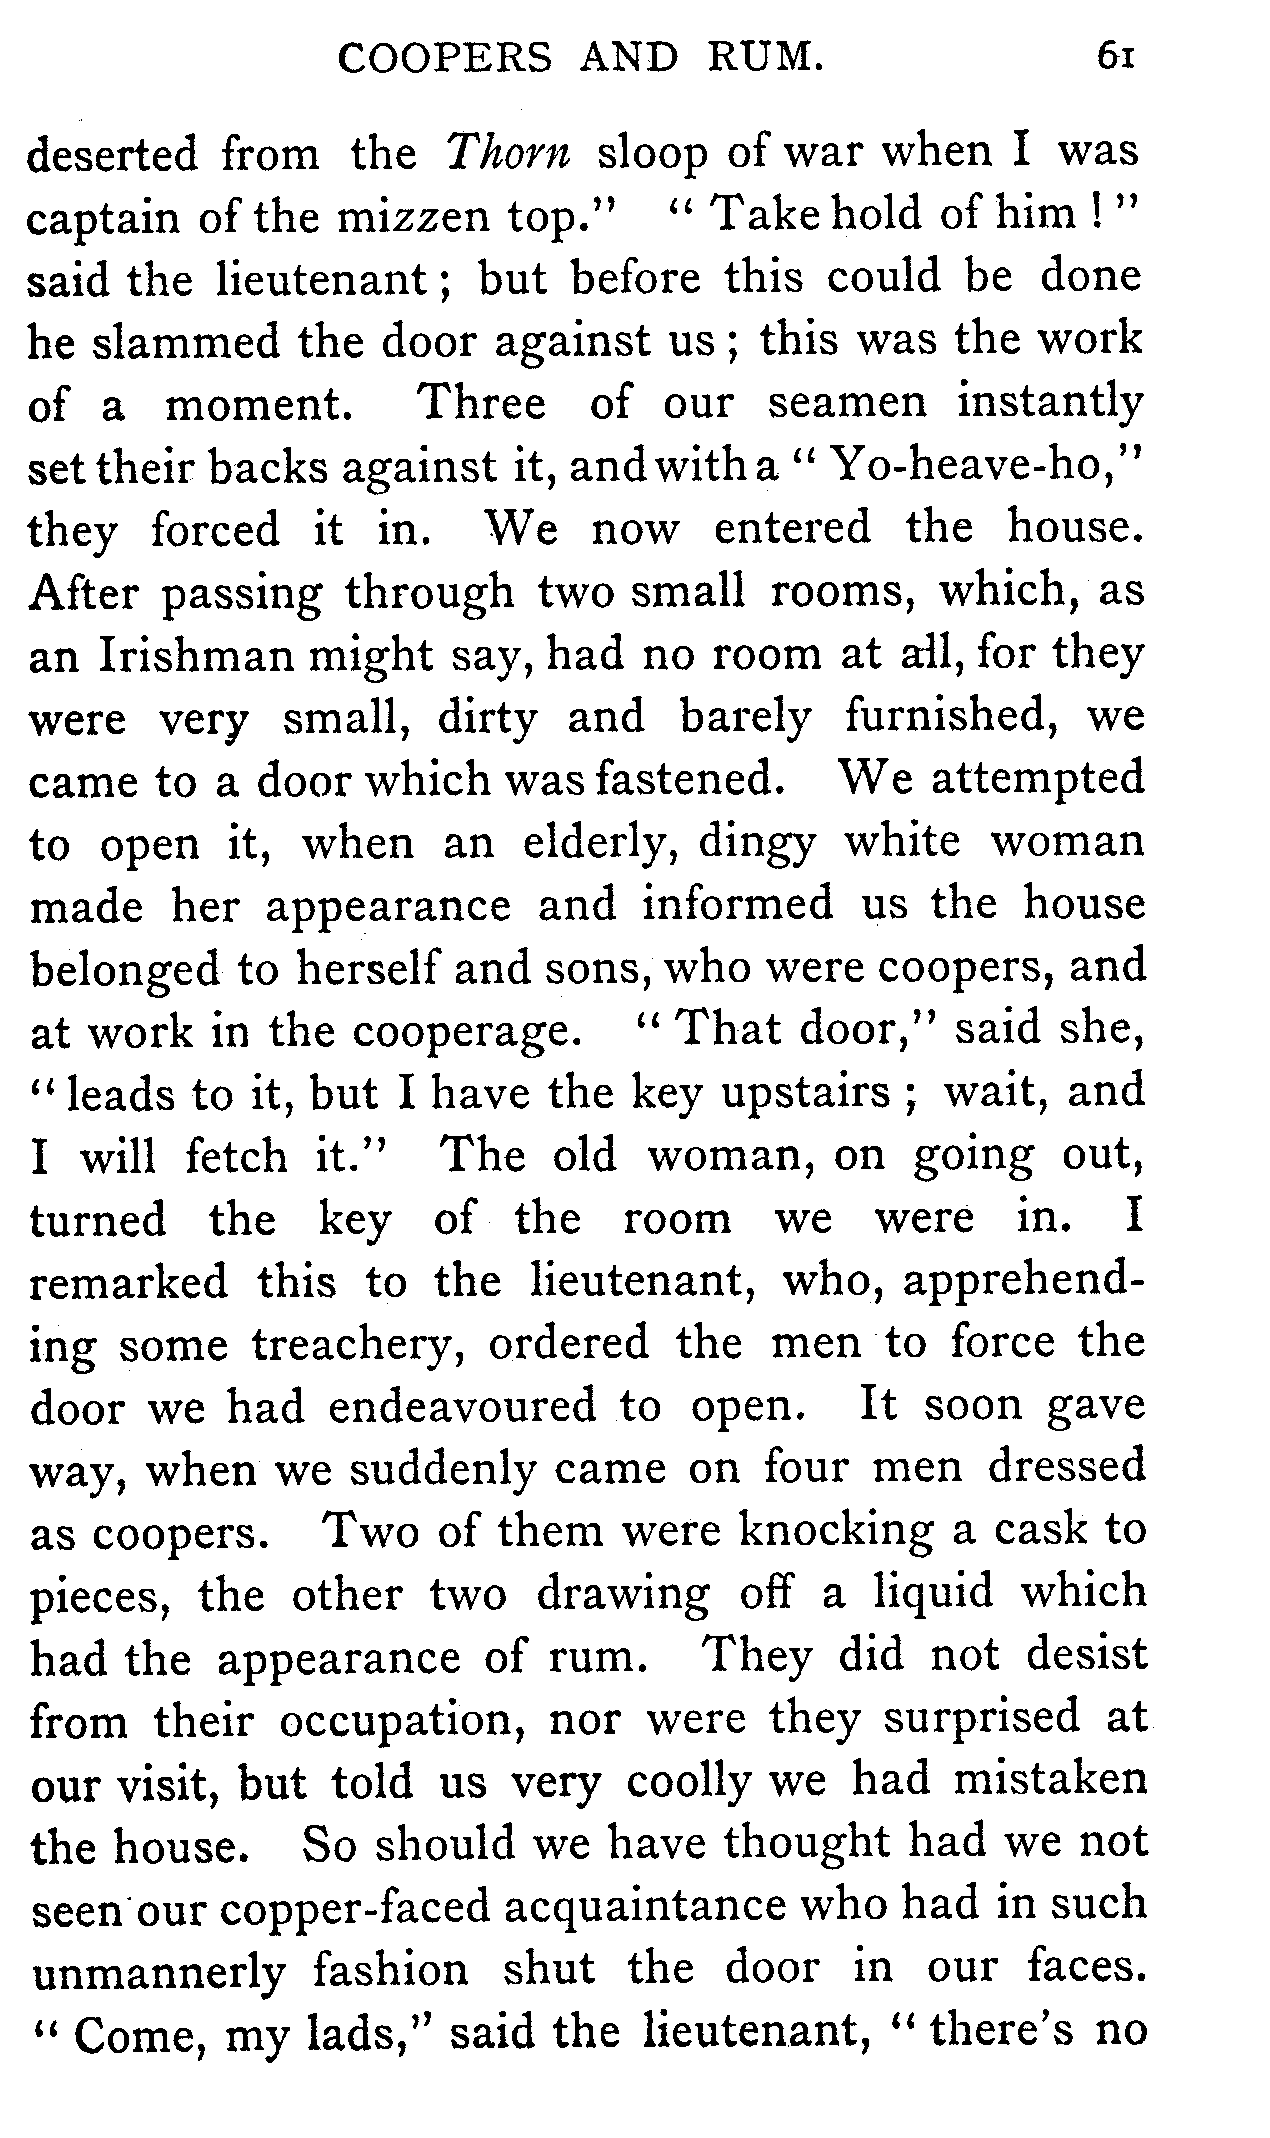 COOPERS AND RUM. 61
deserted from the Thorn sloop of war when I was
captain of the mizzen top." "Take hold of him!"
said the lieutenant; but before this could be done
he slammed the door against us; this was the work
of a moment. Three of our seamen instantly
set their backs against it, and with a "Yo-heave-ho,"
they forced it in. We now entered the house.
After passing through two small rooms, which, as
an Irishman might say, had no room at all, for they
were very small, dirty and barely furnished, we
came to a door which was fastened. We attempted
to open it, when an elderly, dingy white woman
made her appearance and informed us the house
belonged to herself and sons, who were coopers, and
at work in the cooperage. "That door," said she,
"leads to it, but I have the key upstairs; wait, and
I will fetch it." The old woman, on going out,
turned the key of the room we were in. I
remarked this to the lieutenant, who, apprehend-
ing some treachery, ordered the men to force the
door we had endeavoured to open. It soon gave
way, when we suddenly came on four men dressed
as coopers. Two of them were knocking a cask to
pieces, the other two drawing off a liquid which
had the appearance of rum. They did not desist
from their occupation, nor were they surprised at
our visit, but told us very coolly we had mistaken
the house. So should we have thought had we not
seen our copper-faced acquaintance who had in such
unmannerly fashion shut the door in our faces.
"Come, my lads," said the lieutenant, "there's no